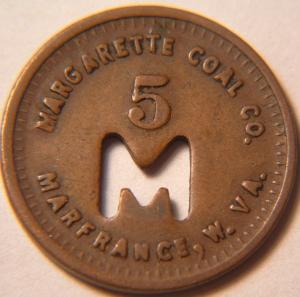 MARGARETTE COAL CO.
5
M
MARFRANCE, W. VA.